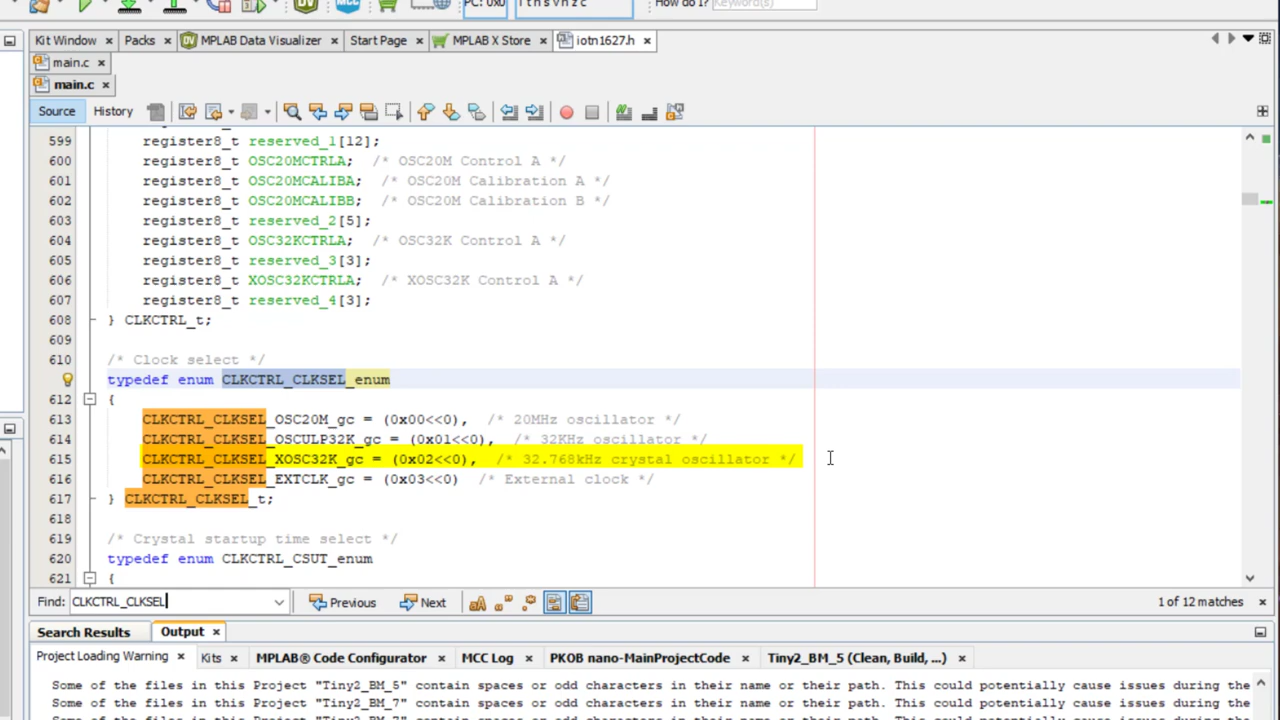 PC: 0x0
How do I?
Keyword(s)
Kit Window
Packs
MPLAB Data Visualizer
Start Page
MPLAB X Store
iotn1627.h
main.c
main.c
Source History
599 register8_t reserved_1[12];
600 register8_t OSC20MCTRLA; /* OSC20M Control A */
601 register8_t OSC20MCALIBA; /* OSC20M Calibration A */
602 register8_t OSC20MCALIBB; /* OSC20M Calibration B */
603 register8_t reserved_2[5];
604 register8_t OSC32KCTRLA; /* OSC32K Control A */
605 register8_t reserved_3[3];
606 register8_t XOSC32KCTRLA; /* XOSC32K Control A */
607 register8_t reserved_4[3];
608 } CLKCTRL_t;
609
610 /* Clock select */
typedef enum CLKCTRL_CLKSEL_enum
612 {
613 CLKCTRL_CLKSEL_OSC20M_gc = (0x00<<0), /* 20MHz oscillator */
614 CLKCTRL_CLKSEL_OSCULP32K_gc = (0x01<<0), /* 32KHz oscillator */
615 CLKCTRL_CLKSEL_XOSC32K_gc = (0x02<<0), /* 32.768kHz crystal oscillator */
616 CLKCTRL_CLKSEL_EXTCLK_gc = (0x03<<0) /* External clock */
617 } CLKCTRL_CLKSEL_t;
618
619 /* Crystal startup time select */
620 typedef enum CLKCTRL_CSUT_enum
621 {
Find: CLKCTRL_CLKSEL Previous Next 1 of 12 matches
Search Results Output
Project Loading Warning Kits MPLAB® Code Configurator MCC Log PKOB nano-MainProjectCode Tiny2_BM_5 (Clean, Build, ...)
Some of the files in this Project "Tiny2_BM_5" contain spaces or odd characters in their name or their path. This could potentially cause issues during the
Some of the files in this Project "Tiny2_BM_7" contain spaces or odd characters in their name or their path. This could potentially cause issues during the